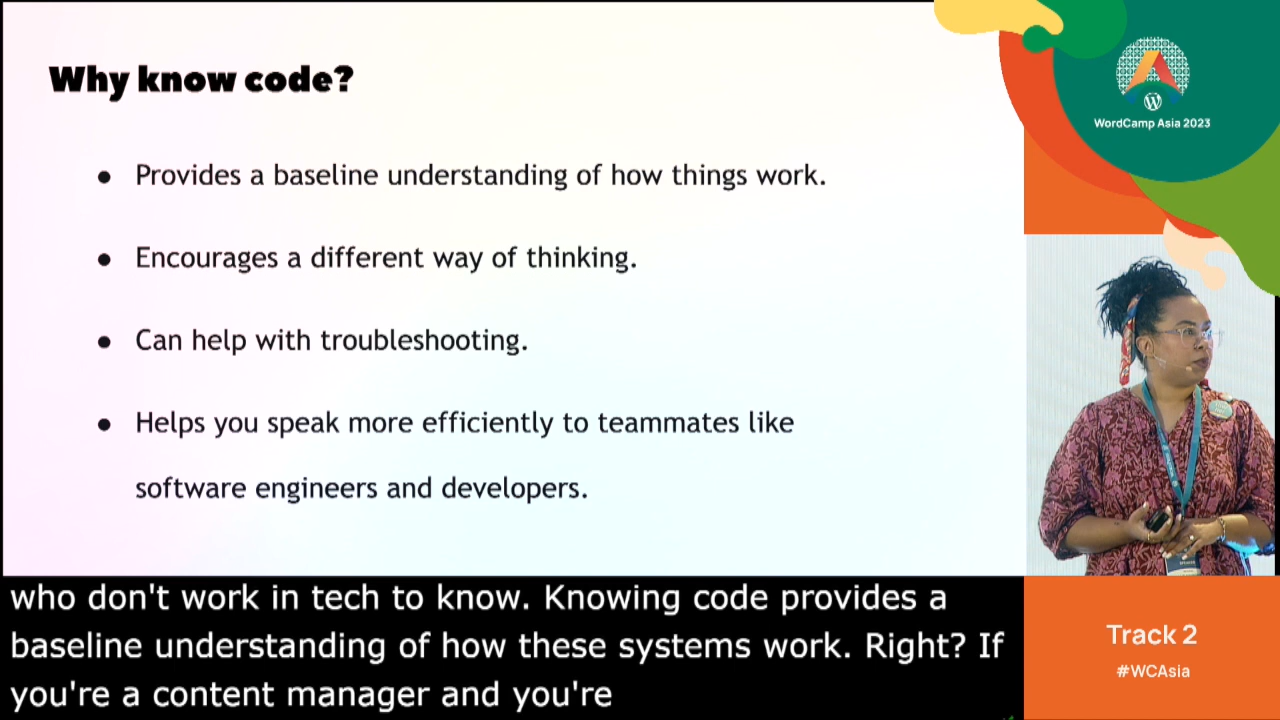 Why know code?
● Provides a baseline understanding of how things work.
● Encourages a different way of thinking.
● Can help with troubleshooting.
● Helps you speak more efficiently to teammates like
software engineers and developers.
who don't work in tech to know. Knowing code provides a
baseline understanding of how these systems work. Right? If
you're a content manager and you're
WordCamp Asia 2023
Track 2
#WCAsia